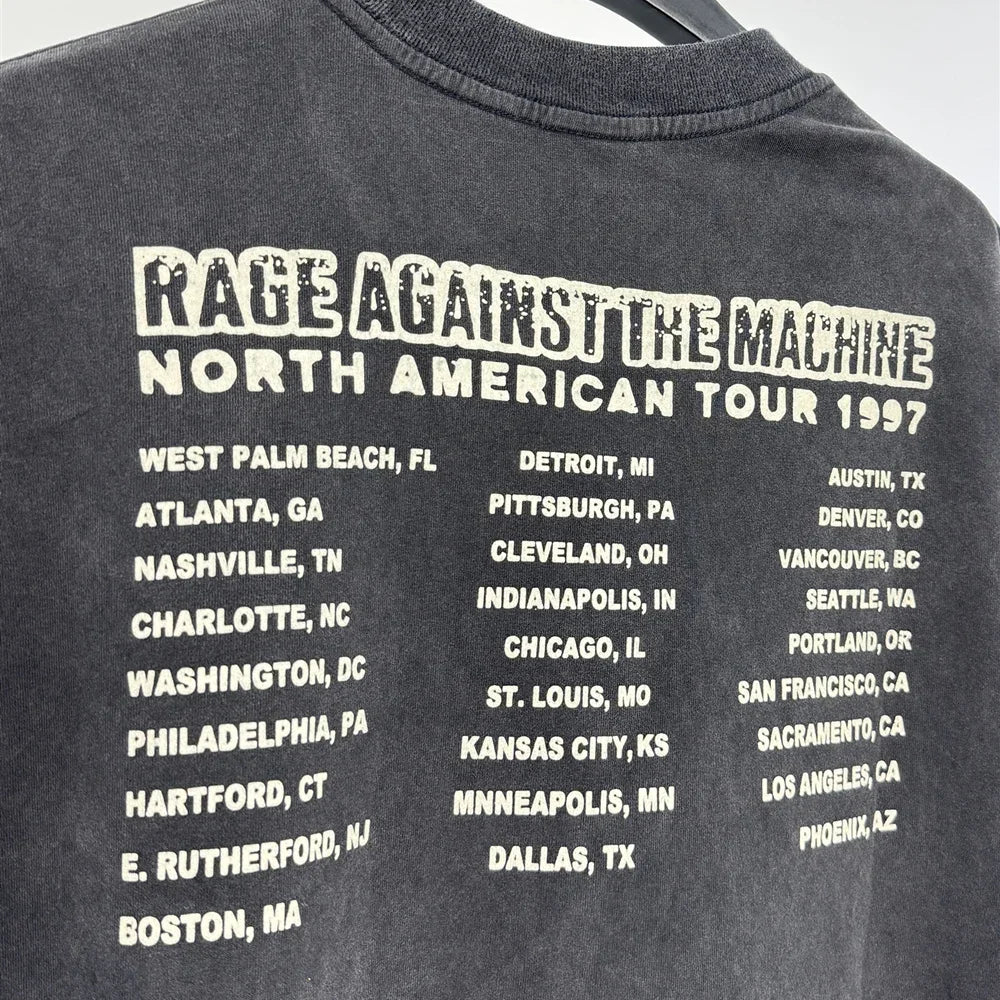 RAGE AGAINST THE MACHINE
NORTH AMERICAN TOUR 1997
WEST PALM BEACH, FL
ATLANTA, GA
NASHVILLE, TN
CHARLOTTE, NC
WASHINGTON, DC
PHILADELPHIA, PA
HARTFORD, CT
E. RUTHERFORD, NJ
BOSTON, MA
DETROIT, MI
PITTSBURGH, PA
CLEVELAND, OH
INDIANAPOLIS, IN
CHICAGO, IL
ST. LOUIS, MO
KANSAS CITY, KS
MNNEAPOLIS, MN
DALLAS, TX
AUSTIN, TX
DENVER, CO
VANCOUVER, BC
SEATTLE, WA
PORTLAND, OR
SAN FRANCISCO, CA
SACRAMENTO, CA
LOS ANGELES, CA
PHOENIX, AZ